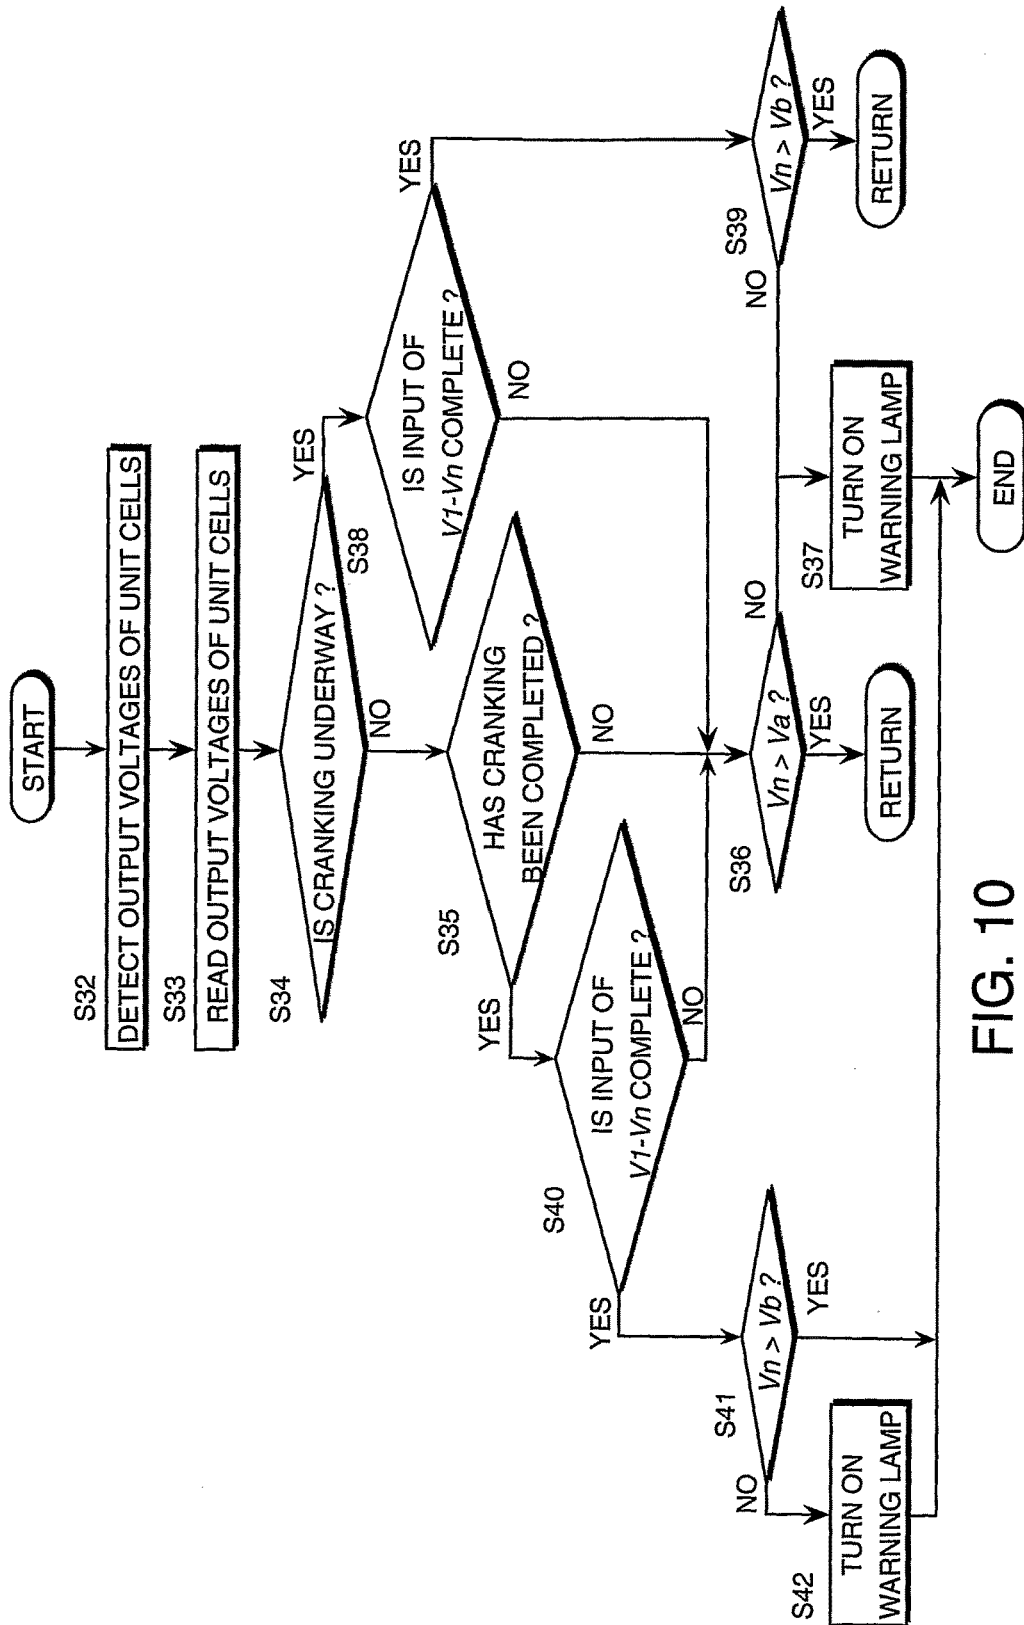 START
S32
DETECT OUTPUT VOLTAGES OF UNIT CELLS
S33
READ OUTPUT VOLTAGES OF UNIT CELLS
S34
IS CRANKING UNDERWAY ?
YES
NO
S38
IS INPUT OF
V1-Vn COMPLETE ?
YES
NO
S35
HAS CRANKING
BEEN COMPLETED ?
YES
NO
S40
IS INPUT OF
V1-Vn COMPLETE ?
YES
NO
S41
Vn > Vb ?
NO
YES
S36
Vn > Va ?
NO
YES
S39
Vn > Vb ?
NO
YES
S42
TURN ON
WARNING LAMP
RETURN
S37
TURN ON
WARNING LAMP
RETURN
END
FIG. 10